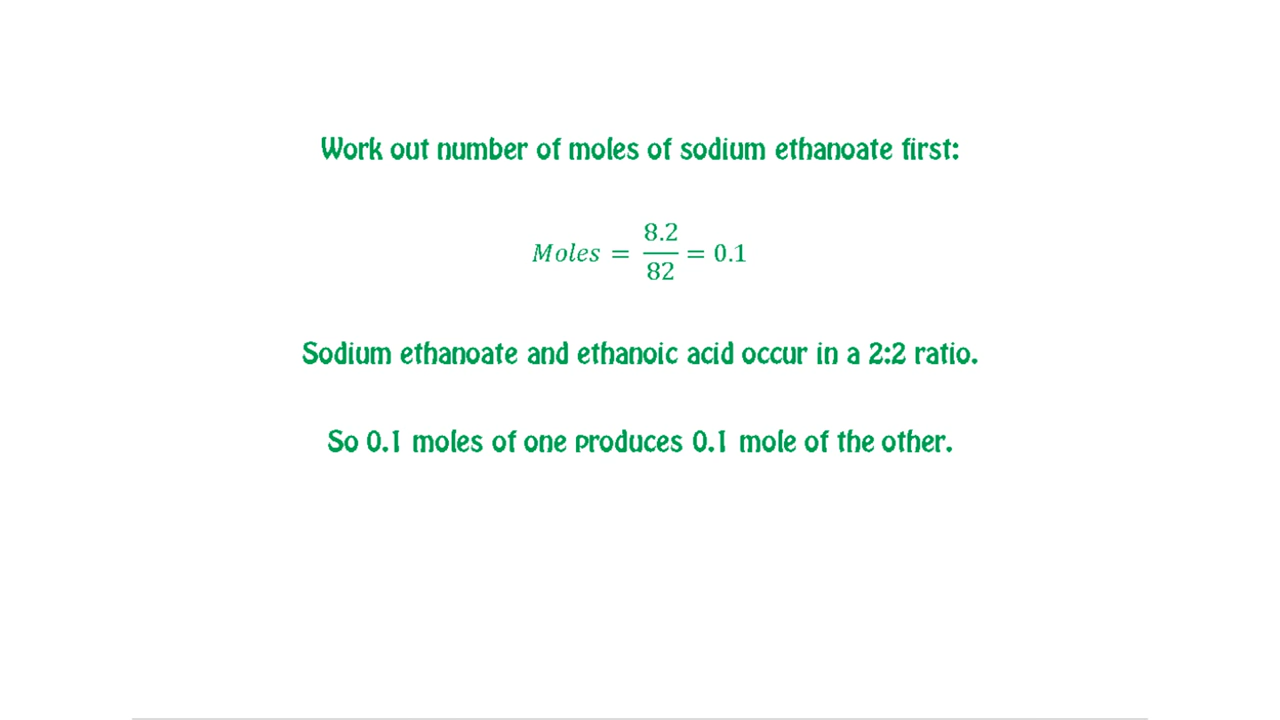 Work out number of moles of sodium ethanoate first:
Moles = 8.2/82 = 0.1
Sodium ethanoate and ethanoic acid occur in a 2:2 ratio.
So 0.1 moles of one produces 0.1 mole of the other.